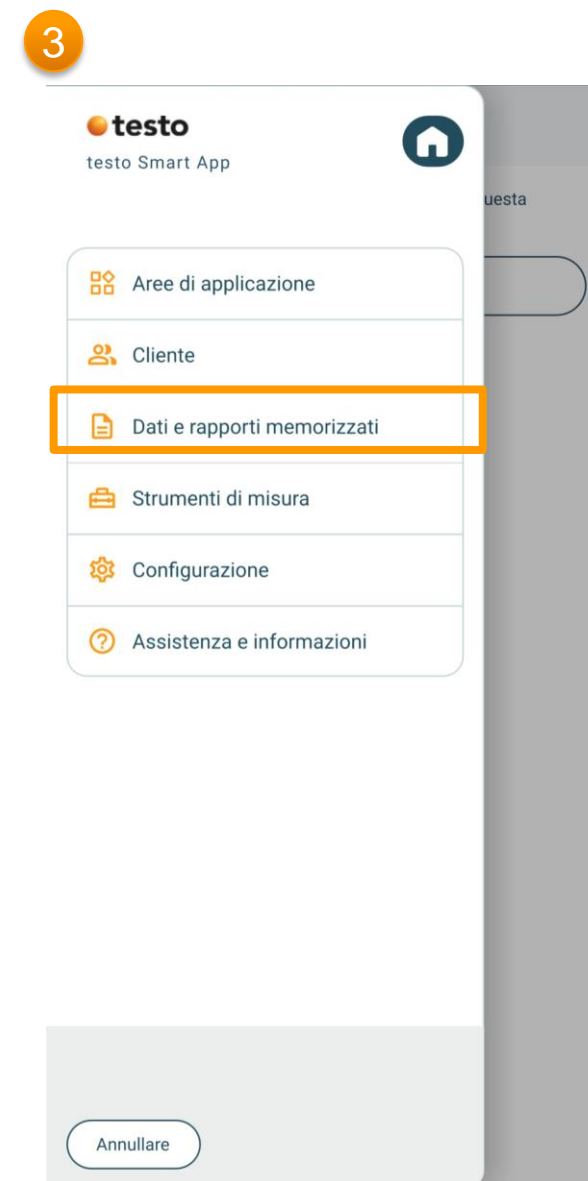 3
testo
testo Smart App
uesta
Aree di applicazione
Cliente
Dati e rapporti memorizzati
Strumenti di misura
Configurazione
Assistenza e informazioni
Annullare